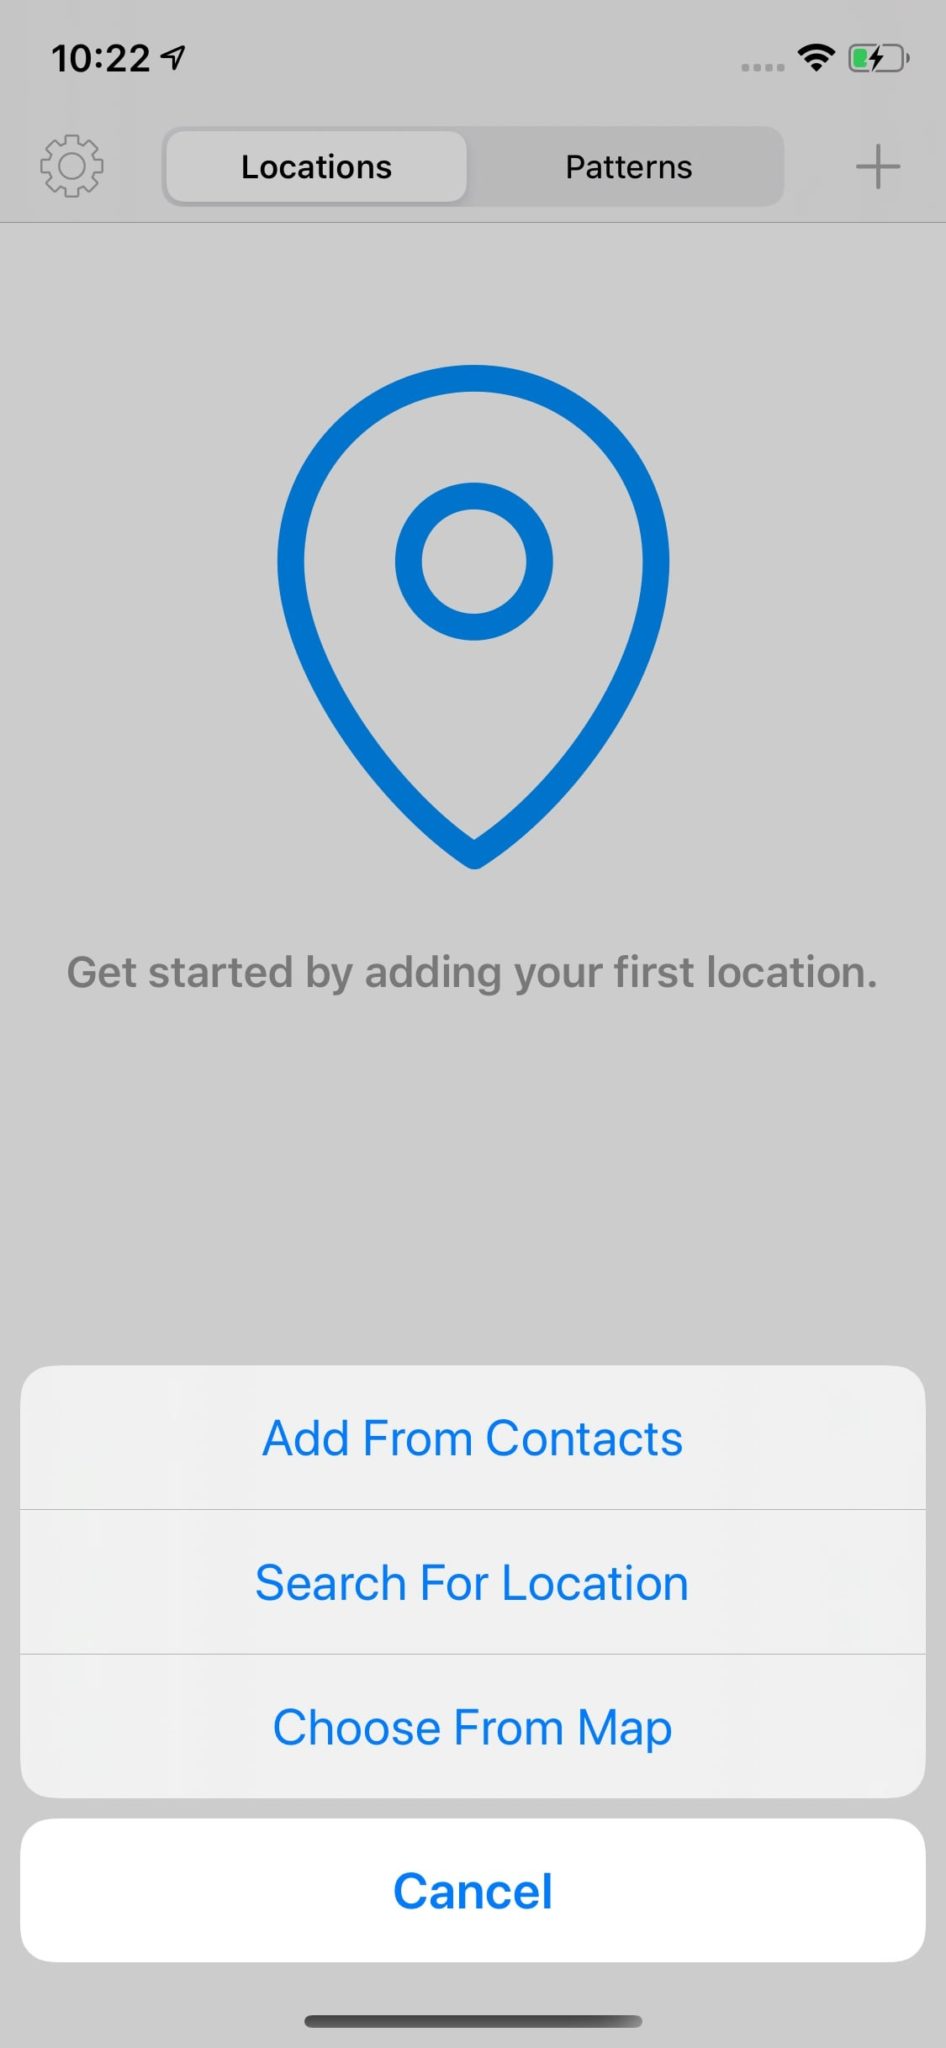 10:22
Locations
Patterns
Get started by adding your first location.
Add From Contacts
Search For Location
Choose From Map
Cancel